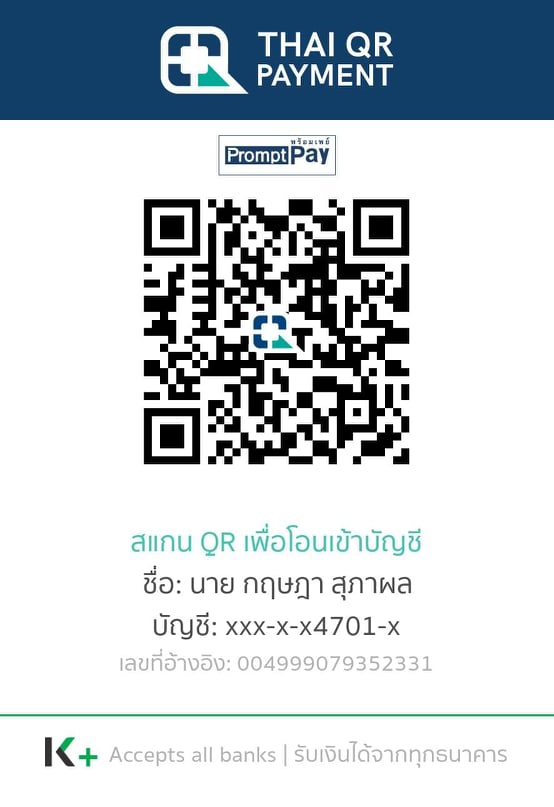 THAI QR
PAYMENT
พร้อมเพย์
PromptPay
สแกน QR เพื่อโอนเข้าบัญชี
ชื่อ: นาย กฤษฎา สุภาผล
บัญชี: xxx-x-x4701-x
เลขที่อ้างอิง: 004999079352331
K+ Accepts all banks | รับเงินได้จากทุกธนาคาร